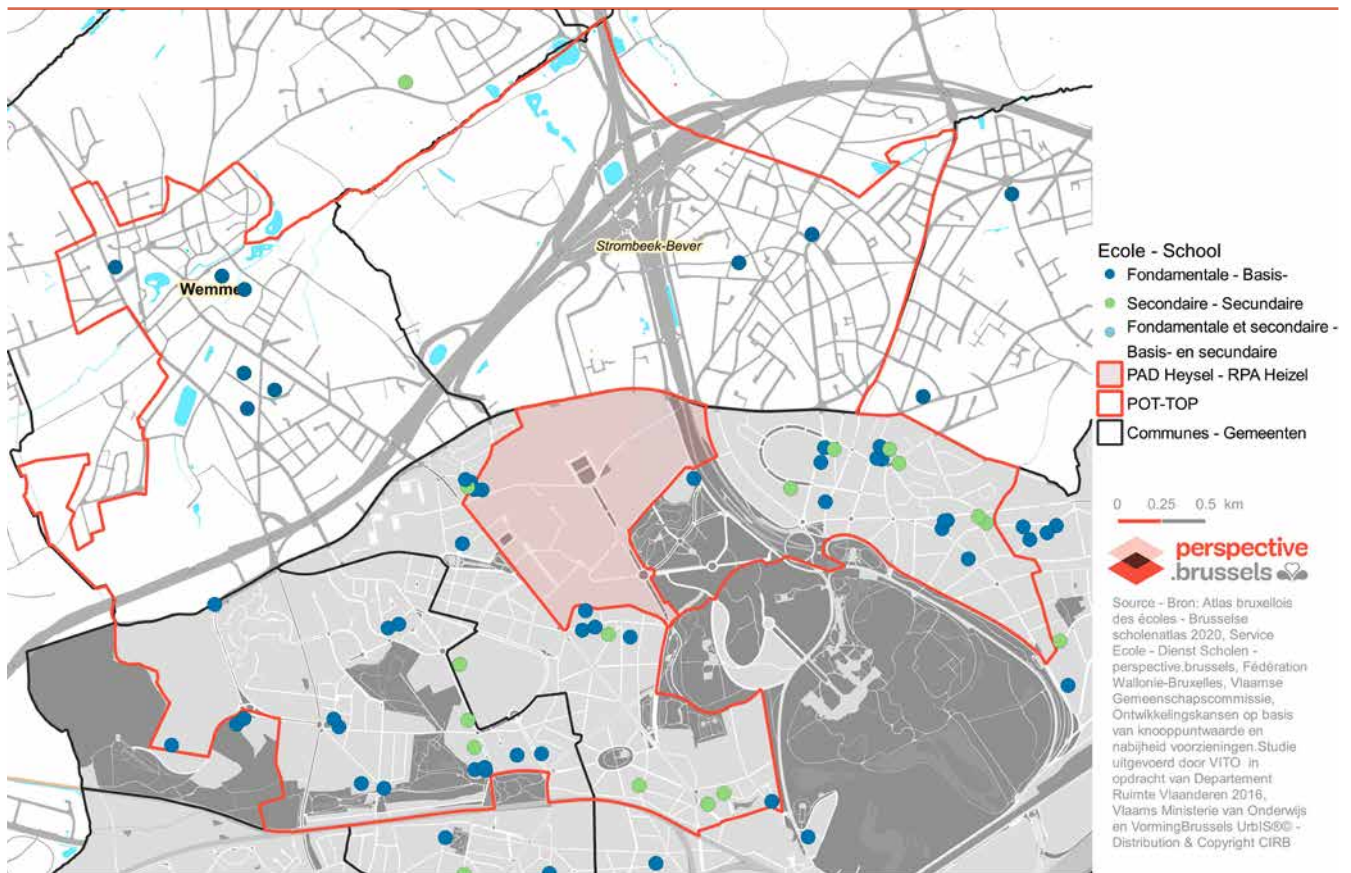 Strombeek-Bever
Wemmel
Ecole - School
Fondamentale - Basis-
Secondaire - Secundaire
Fondamentale et secondaire -
Basis- en secundaire
PAD Heysel - RPA Heizel
POT-TOP
Communes - Gemeenten
0 0.25 0.5 km
perspective
.brussels
Source - Bron: Atlas bruxellois
des écoles - Brusselse
scholenatlas 2020, Service
Ecole - Dienst Scholen -
perspective.brussels, Fédération
Wallonie-Bruxelles, Vlaamse
Gemeenschapscommissie,
Ontwikkelingskansen op basis
van knooppuntwaarde en
nabijheid voorzieningen.Studie
uitgevoerd door VITO in
opdracht van Departement
Ruimte Vlaanderen 2016,
Vlaams Ministerie van Onderwijs
en VormingBrussels UrbIS®© -
Distribution & Copyright CIRB